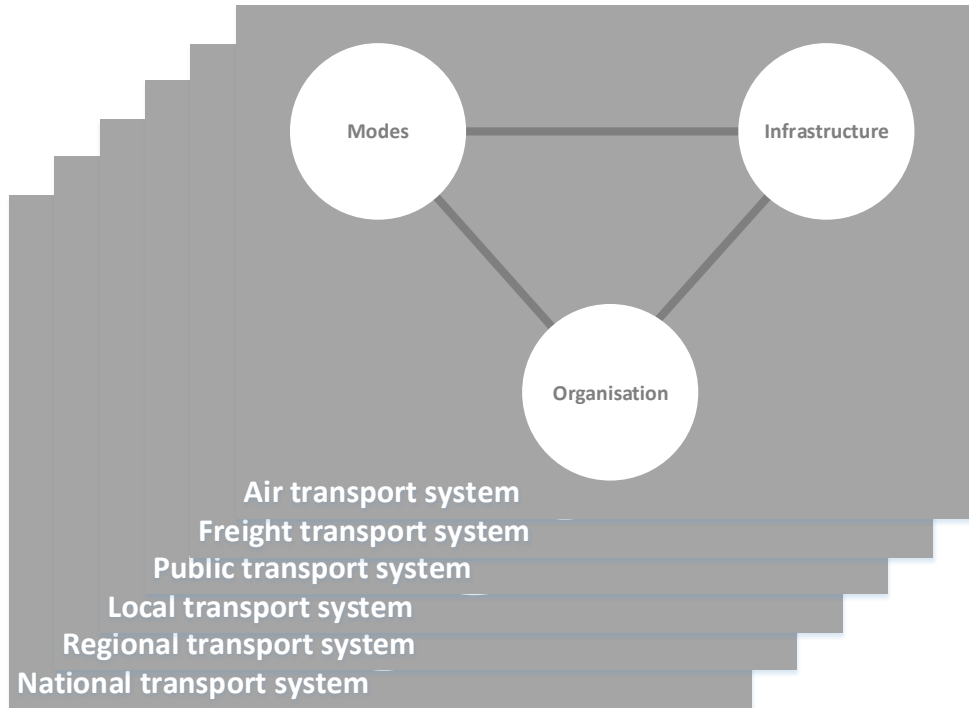 Modes
Infrastructure
Organisation
Air transport system
Freight transport system
Public transport system
Local transport system
Regional transport system
National transport system